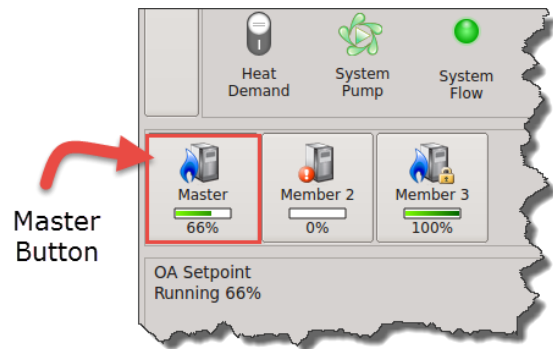 Heat
Demand
System
Pump
System
Flow
Master
66%
Member 2
0%
Member 3
100%
Master
Button
OA Setpoint
Running 66%